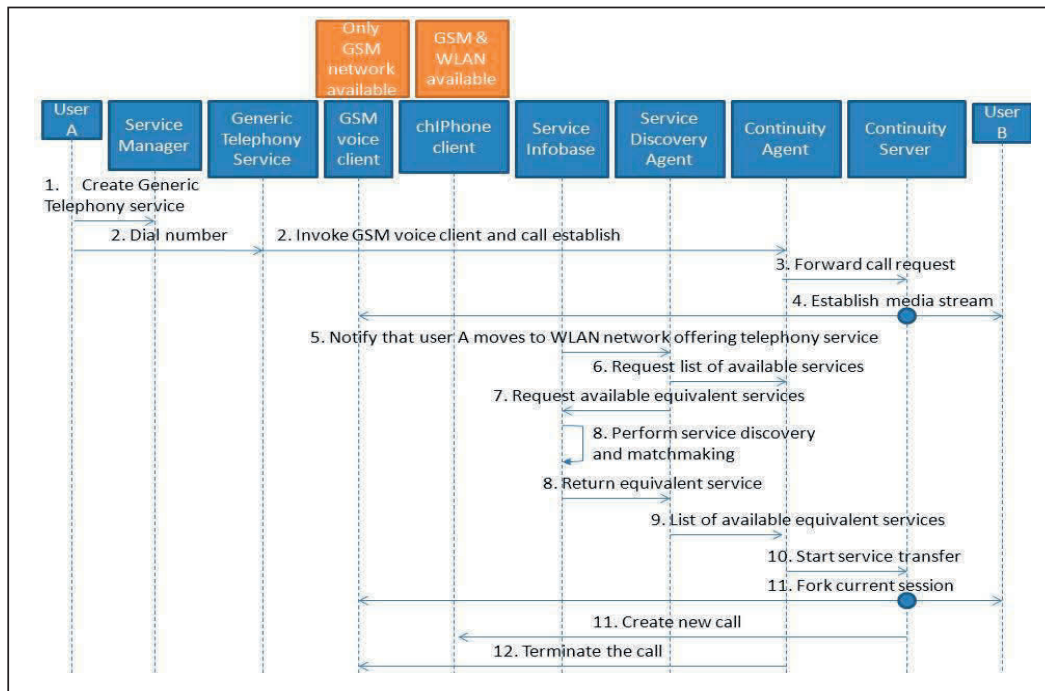 Only
GSM
network
available
GSM &
WLAN
available
User
A
Service
Manager
Generic
Telephony
Service
GSM
voice
client
chIPhone
client
Service
Infobase
Service
Discovery
Agent
Continuity
Agent
Continuity
Server
User
B
1. Create Generic
Telephony service
2. Dial number
2. Invoke GSM voice client and call establish
3. Forward call request
4. Establish media stream
5. Notify that user A moves to WLAN network offering telephony service
6. Request list of available services
7. Request available equivalent services
8. Perform service discovery
and matchmaking
8. Return equivalent service
9. List of available equivalent services
10. Start service transfer
11. Fork current session
11. Create new call
12. Terminate the call